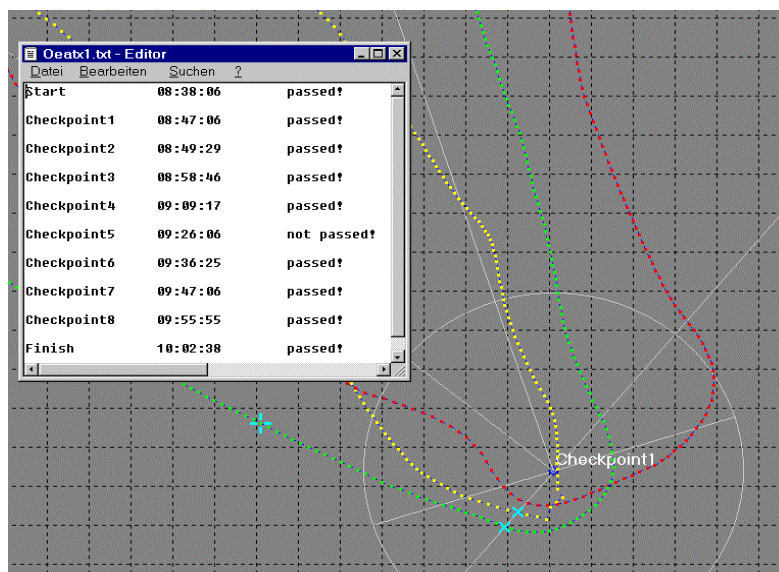 Oeatx1.txt - Editor
Datei Bearbeiten Suchen ?
Start 08:38:06 passed!
Checkpoint1 08:47:06 passed!
Checkpoint2 08:49:29 passed!
Checkpoint3 08:58:46 passed!
Checkpoint4 09:09:17 passed!
Checkpoint5 09:26:06 not passed!
Checkpoint6 09:36:25 passed!
Checkpoint7 09:47:06 passed!
Checkpoint8 09:55:55 passed!
Finish 10:02:38 passed!
Checkpoint1